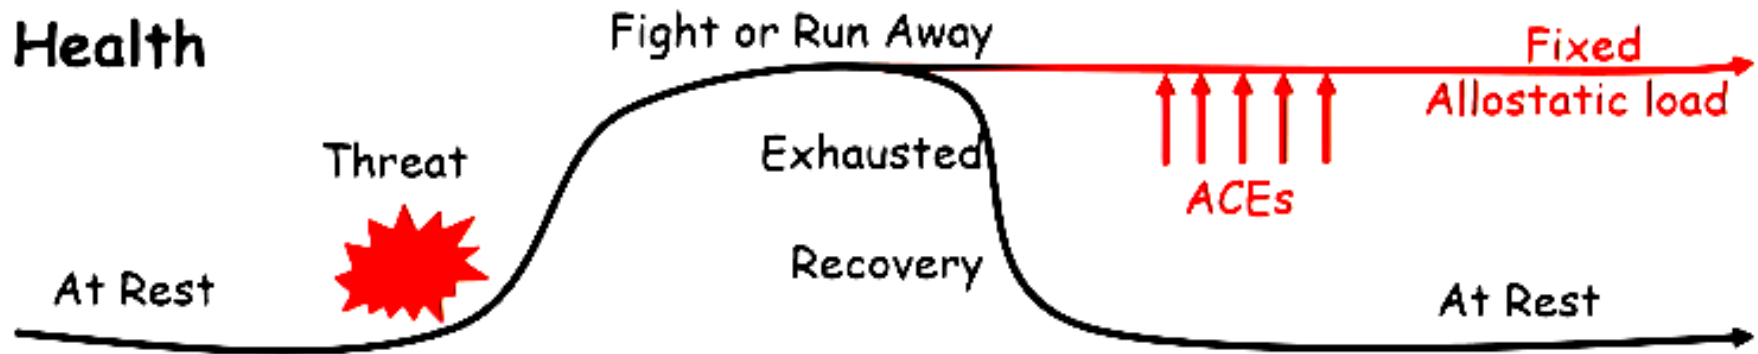 Health
Fight or Run Away
Fixed
Allostatic load
Threat
Exhausted
ACEs
Recovery
At Rest
At Rest